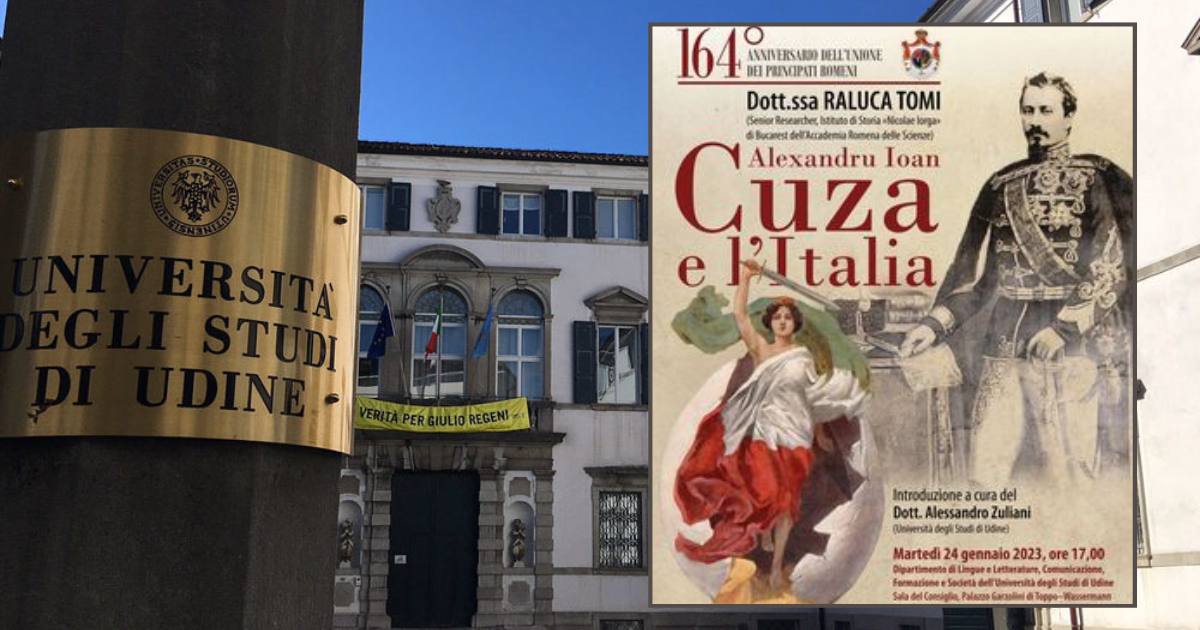 UNIVERSITAS·STUDIORUM·UTINENSIS
UNIVERSITÀ
DEGLI STUDI
DI UDINE
VERITÀ PER GIULIO REGENI
164°
ANNIVERSARIO DELL'UNIONE
DEI PRINCIPATI ROMENI
Dott.ssa RALUCA TOMI
(Senior Researcher, Istituto di Storia «Nicolae Iorga»
di Bucarest dell'Accademia Romena delle Scienze)
Alexandru Ioan
Cuza
e l'Italia
Introduzione a cura del
Dott. Alessandro Zuliani
(Università degli Studi di Udine)
Martedì 24 gennaio 2023, ore 17,00
Dipartimento di Lingue e Letterature, Comunicazione,
Formazione e Società dell'Università degli Studi di Udine
Sala del Consiglio, Palazzo Garzolini di Toppo–Wassermann